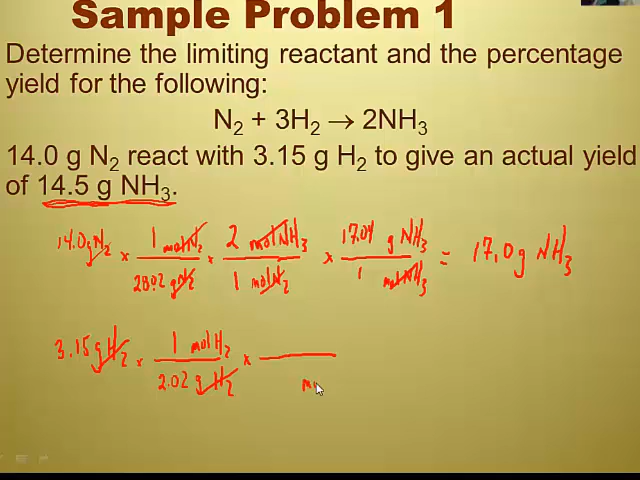 Sample Problem 1
Determine the limiting reactant and the percentage
yield for the following:
N₂ + 3H₂ → 2NH₃
14.0 g N₂ react with 3.15 g H₂ to give an actual yield
of 14.5 g NH₃.
14.0g N₂ × 1 mol N₂ / 28.02 g N₂ × 2 mol NH₃ / 1 mol N₂ × 17.04 g NH₃ / 1 mol NH₃ = 17.0g NH₃
3.15 g H₂ × 1 mol H₂ / 2.02 g H₂ ×